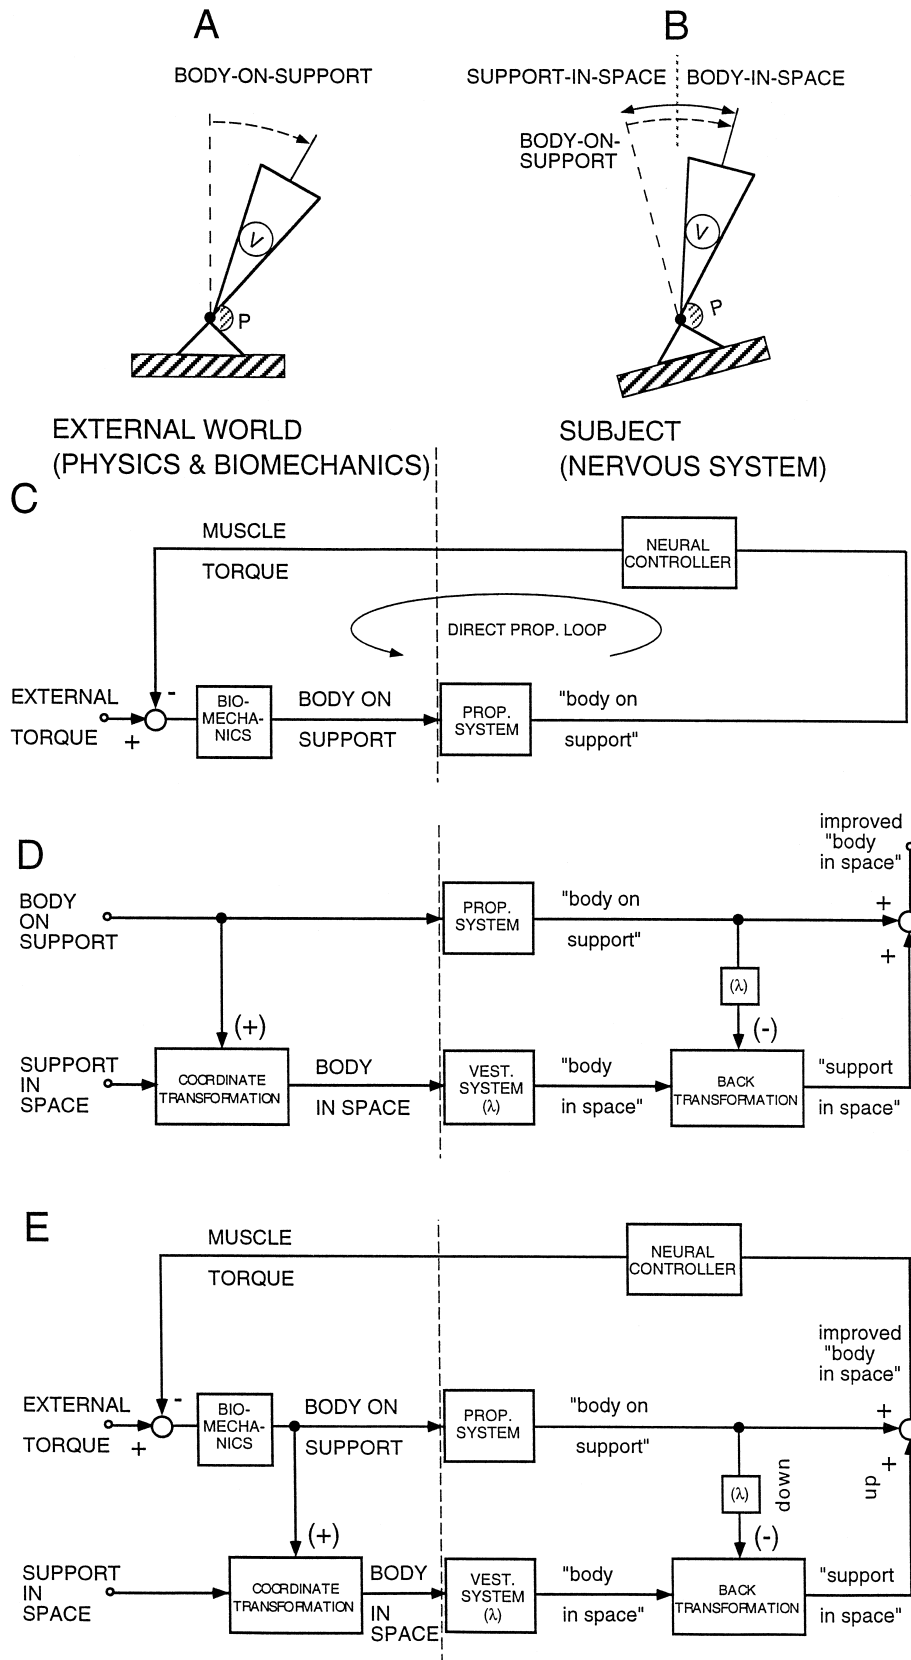 A
B
BODY-ON-SUPPORT
SUPPORT-IN-SPACE
BODY-IN-SPACE
BODY-ON-
SUPPORT
V
P
V
P
EXTERNAL WORLD
(PHYSICS & BIOMECHANICS)
SUBJECT
(NERVOUS SYSTEM)
C
MUSCLE
TORQUE
NEURAL
CONTROLLER
DIRECT PROP. LOOP
EXTERNAL
TORQUE
-
+
BIO-
MECHA-
NICS
BODY ON
SUPPORT
PROP.
SYSTEM
"body on
support"
D
improved
"body
in space"
BODY
ON
SUPPORT
PROP.
SYSTEM
"body on
support"
+
+
(λ)
(+)
(-)
SUPPORT
IN
SPACE
COORDINATE
TRANSFORMATION
BODY
IN SPACE
VEST.
SYSTEM
(λ)
"body
in space"
BACK
TRANSFORMATION
"support
in space"
E
MUSCLE
TORQUE
NEURAL
CONTROLLER
improved
"body
in space"
EXTERNAL
TORQUE
-
+
BIO-
MECHA-
NICS
BODY ON
SUPPORT
PROP.
SYSTEM
"body on
support"
+
+
(λ)
down
up
(+)
(-)
SUPPORT
IN
SPACE
COORDINATE
TRANSFORMATION
BODY
IN
SPACE
VEST.
SYSTEM
(λ)
"body
in space"
BACK
TRANSFORMATION
"support
in space"